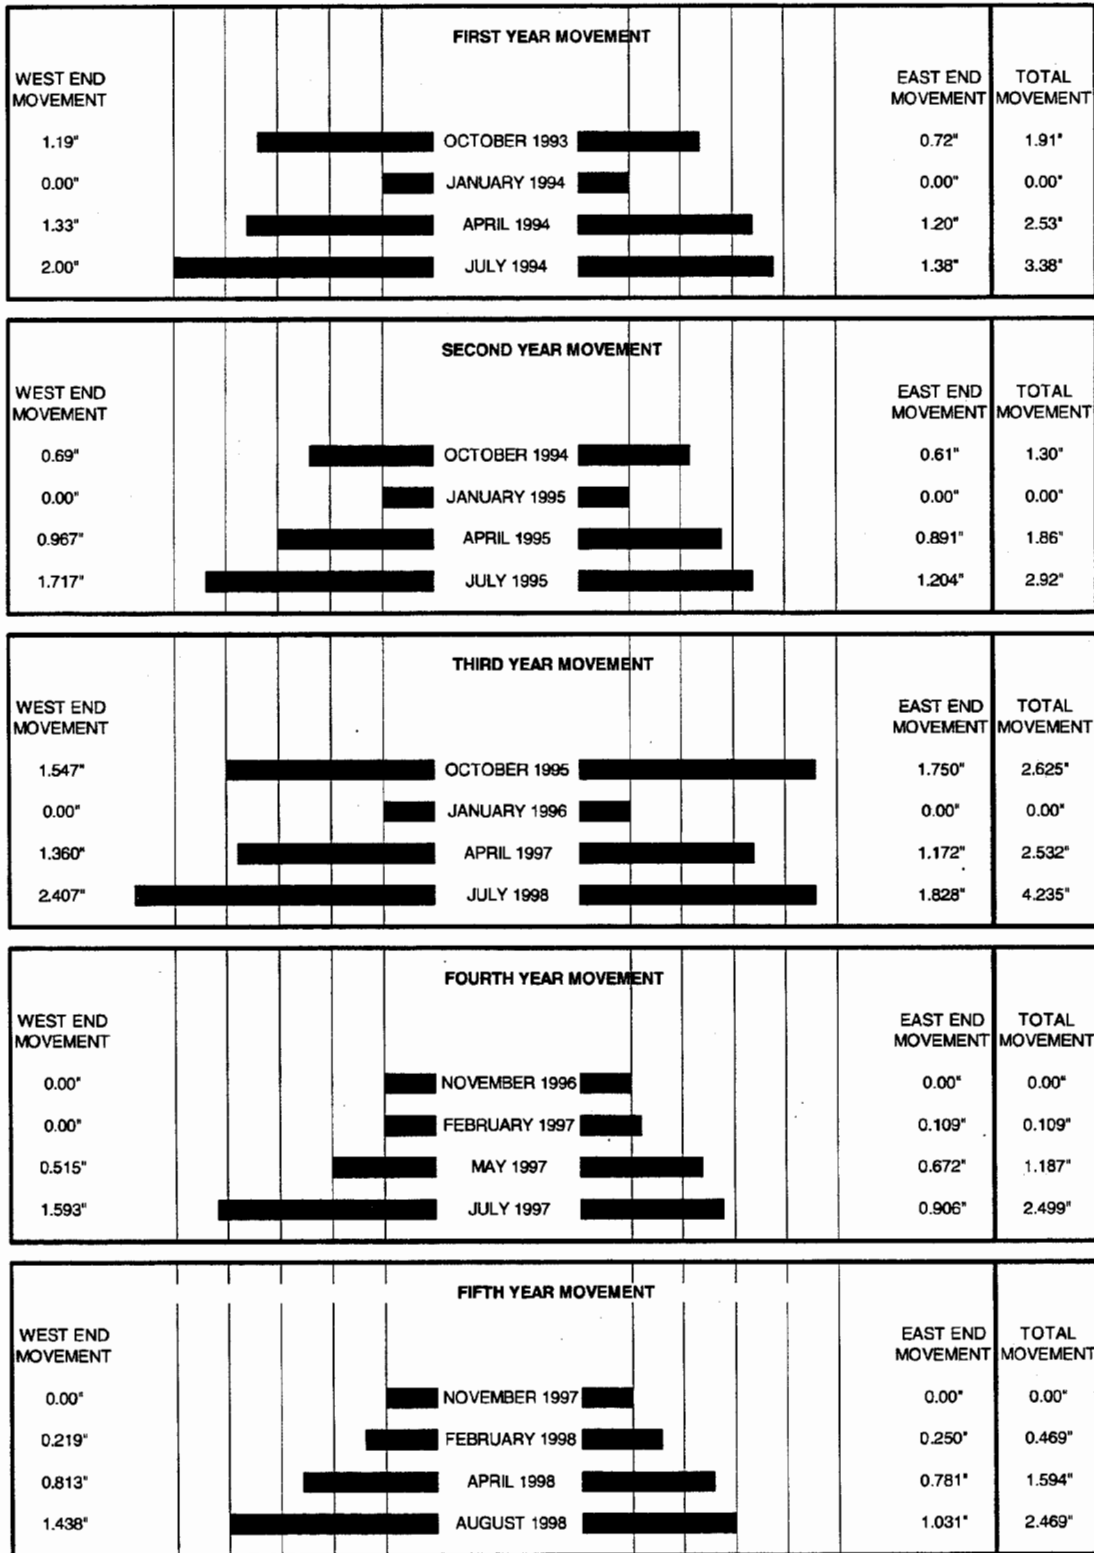 FIRST YEAR MOVEMENT
WEST END EAST END TOTAL
MOVEMENT MOVEMENT MOVEMENT
1.19" OCTOBER 1993 0.72" 1.91"
0.00" JANUARY 1994 0.00" 0.00"
1.33" APRIL 1994 1.20" 2.53"
2.00" JULY 1994 1.38" 3.38"
SECOND YEAR MOVEMENT
WEST END EAST END TOTAL
MOVEMENT MOVEMENT MOVEMENT
0.69" OCTOBER 1994 0.61" 1.30"
0.00" JANUARY 1995 0.00" 0.00"
0.967" APRIL 1995 0.891" 1.86"
1.717" JULY 1995 1.204" 2.92"
THIRD YEAR MOVEMENT
WEST END EAST END TOTAL
MOVEMENT MOVEMENT MOVEMENT
1.547" OCTOBER 1995 1.750" 2.625"
0.00" JANUARY 1996 0.00" 0.00"
1.360" APRIL 1997 1.172" 2.532"
2.407" JULY 1998 1.828" 4.235"
FOURTH YEAR MOVEMENT
WEST END EAST END TOTAL
MOVEMENT MOVEMENT MOVEMENT
0.00" NOVEMBER 1996 0.00" 0.00"
0.00" FEBRUARY 1997 0.109" 0.109"
0.515" MAY 1997 0.672" 1.187"
1.593" JULY 1997 0.906" 2.499"
FIFTH YEAR MOVEMENT
WEST END EAST END TOTAL
MOVEMENT MOVEMENT MOVEMENT
0.00" NOVEMBER 1997 0.00" 0.00"
0.219" FEBRUARY 1998 0.250" 0.469"
0.813" APRIL 1998 0.781" 1.594"
1.438" AUGUST 1998 1.031" 2.469"